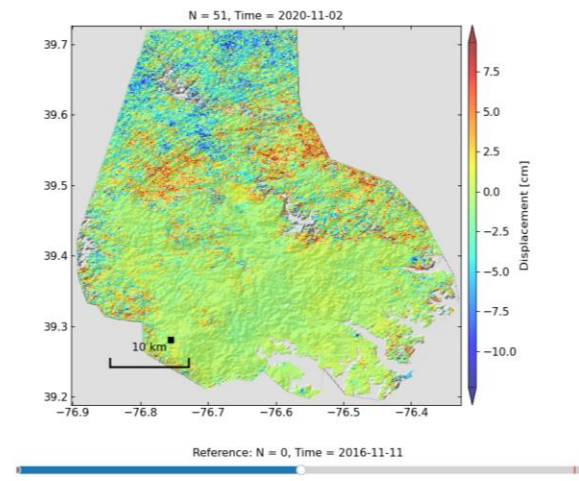 N = 51, Time = 2020-11-02
39.7
39.6
39.5
39.4
39.3
39.2
10 km
−76.9 −76.8 −76.7 −76.6 −76.5 −76.4
7.5
5.0
2.5
0.0
−2.5
−5.0
−7.5
−10.0
Displacement [cm]
Reference: N = 0, Time = 2016-11-11